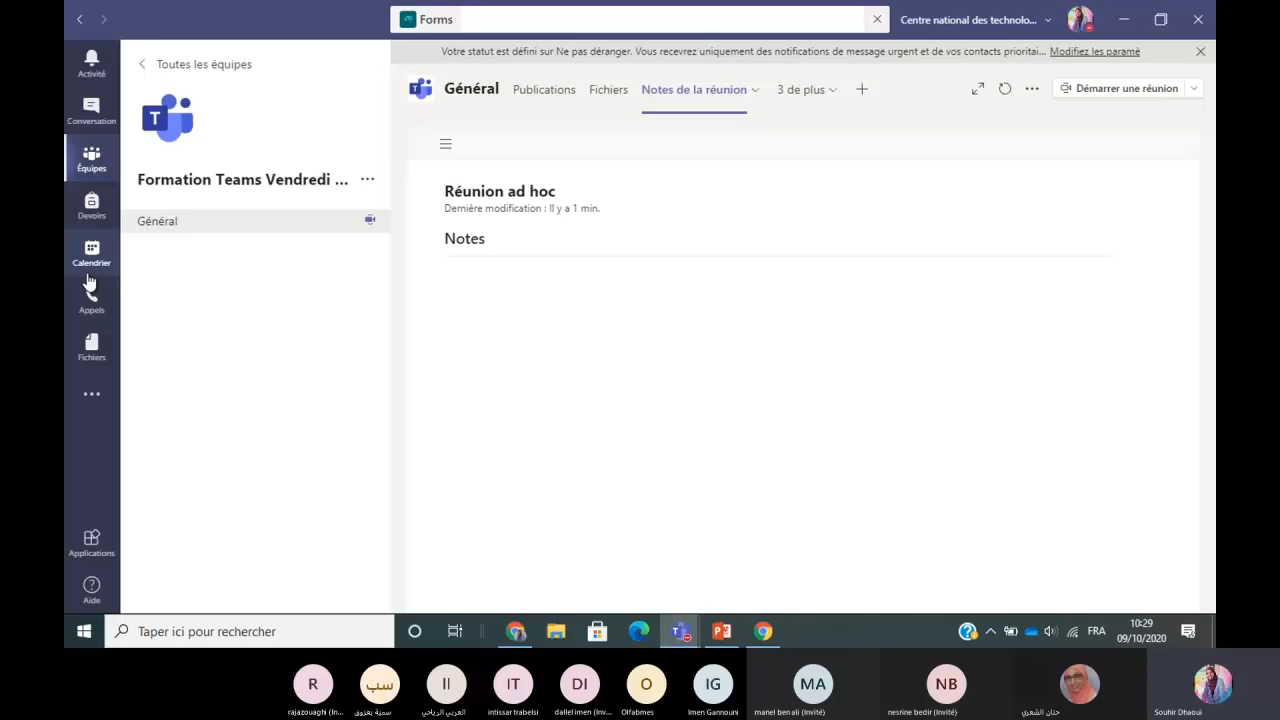 Forms
Centre national des technolo...
Votre statut est défini sur Ne pas déranger. Vous recevrez uniquement des notifications de message urgent et de vos contacts prioritai... Modifiez les paramè
Activité
Conversation
Équipes
Devoirs
Calendrier
Appels
Fichiers
Applications
Aide
Toutes les équipes
T
Formation Teams Vendredi ...
Général
Général
Publications
Fichiers
Notes de la réunion
3 de plus
Démarrer une réunion
Réunion ad hoc
Dernière modification : Il y a 1 min.
Notes
Taper ici pour rechercher
FRA
10:29
09/10/2020
R
سب
اا
IT
DI
O
IG
MA
NB
rajazouaghi (In...
سميّة بعزوق
العربي الرياحي
intissar trabelsi
dallel imen (Inv...
Olfabmes
Imen Gannouni
manel ben ali (Invité)
nesrine bedir (Invité)
حنان الشعري
Souhir Dhaoui